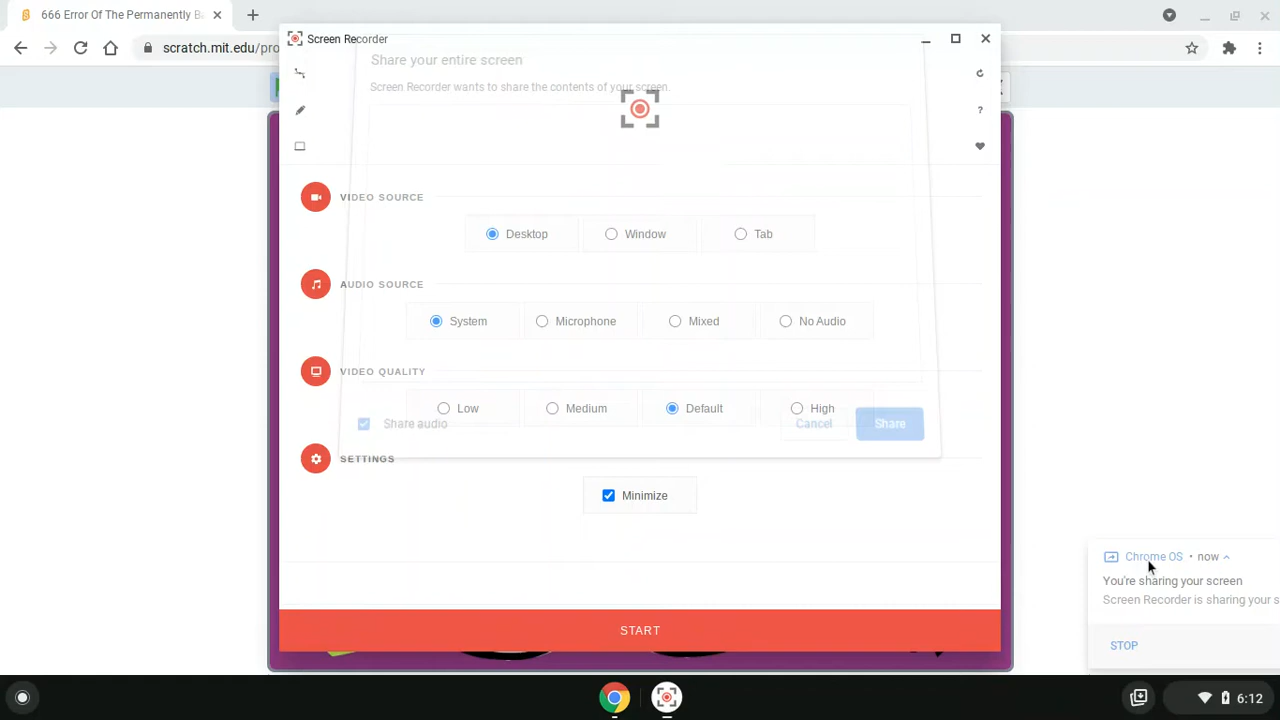 666 Error Of The Permanently B
scratch.mit.edu/pro
Screen Recorder
Share your entire screen
Screen Recorder wants to share the contents of your screen.
?
VIDEO SOURCE
Desktop
Window
Tab
AUDIO SOURCE
System
Microphone
Mixed
No Audio
VIDEO QUALITY
Low
Medium
Default
High
Share audio
Cancel
Share
SETTINGS
Minimize
START
Chrome OS • now
You're sharing your screen
Screen Recorder is sharing your s
STOP
6:12